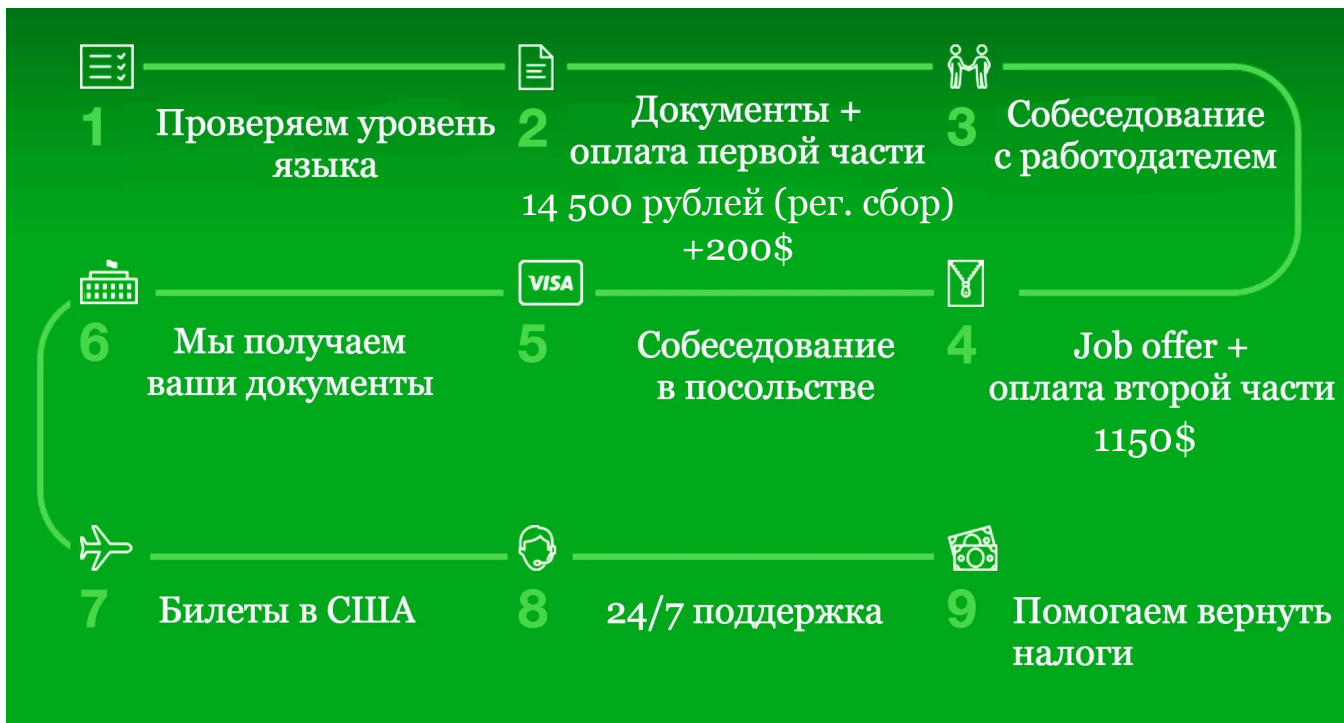 1
Проверяем уровень
языка
2
Документы +
оплата первой части
14 500 рублей (рег. сбор)
+200$
3
Собеседование
с работодателем
4
Job offer +
оплата второй части
1150$
VISA
5
Собеседование
в посольстве
6
Мы получаем
ваши документы
7
Билеты в США
8
24/7 поддержка
9
Помогаем вернуть
налоги